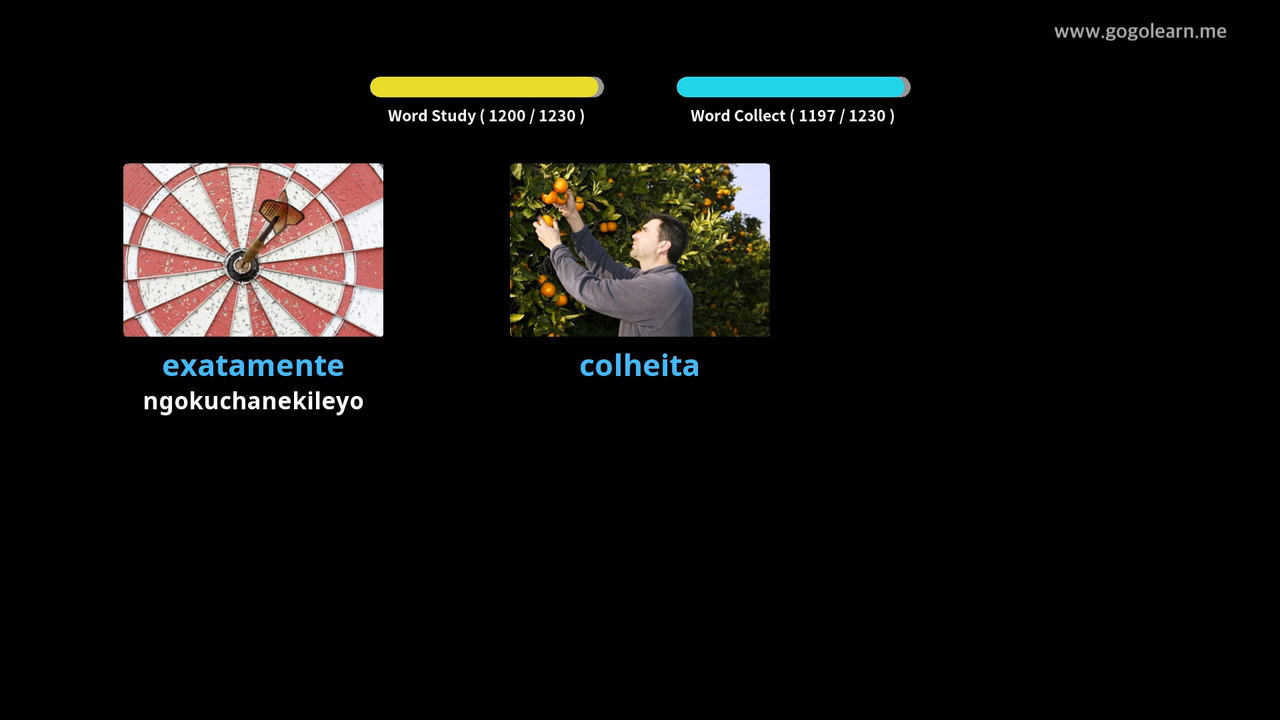 www.gogolearn.me
Word Study ( 1200 / 1230 )
Word Collect ( 1197 / 1230 )
exatamente
ngokuchanekileyo
colheita